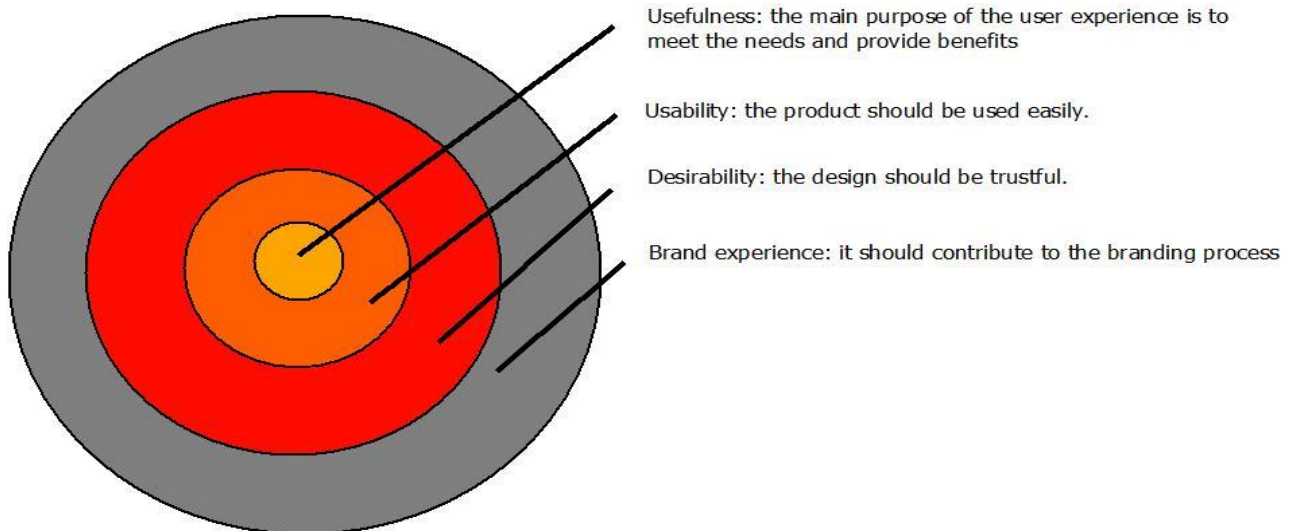 Usefulness: the main purpose of the user experience is to
meet the needs and provide benefits
Usability: the product should be used easily.
Desirability: the design should be trustful.
Brand experience: it should contribute to the branding process